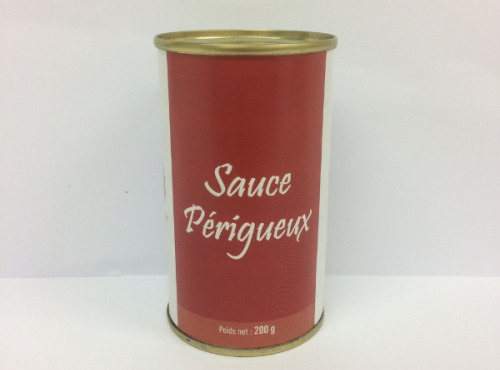 Sauce
Périgueux
Poids net : 200 g